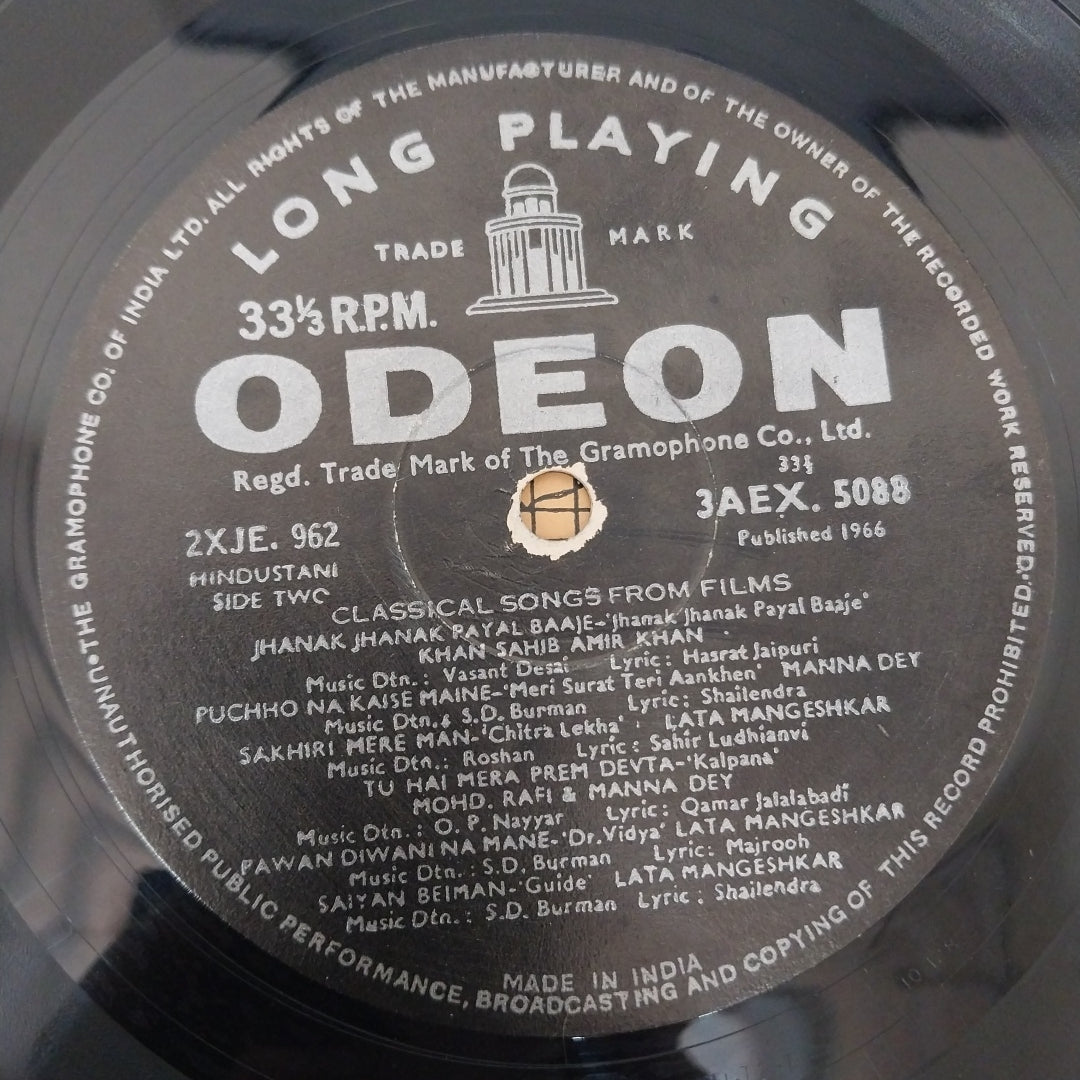 THE GRAMOPHONE CO: OF INDIA LTD. ALL RIGHTS OF THE MANUFACTURER AND OF THE OWNER OF THE RECORDED WORK RESERVED.
UNAUTHORISED PUBLIC PERFORMANCE, BROADCASTING AND COPYING OF THIS RECORD PROHIBITED.
LONG PLAYING
TRADE MARK
33⅓ R.P.M.
ODEON
Regd. Trade Mark of The Gramophone Co., Ltd.
33⅓
3AEX. 5088
Published 1966
2XJE. 962
HINDUSTANI
SIDE TWO
CLASSICAL SONGS FROM FILMS
JHANAK JHANAK PAYAL BAAJE-'Jhanak Jhanak Payal Baaje'
KHAN SAHIB AMIR KHAN
Music Dtn.: Vasant Desai Lyric: Hasrat Jaipuri
PUCHHO NA KAISE MAINE-'Meri Surat Teri Aankhen' MANNA DEY
Music Dtn.: S.D. Burman Lyric: Shailendra
SAKHIRI MERE MAN-'Chitra Lekha' LATA MANGESHKAR
Music Dtn.: Roshan Lyric: Sahir Ludhianvi
TU HAI MERA PREM DEVTA-'Kalpana'
MOHD. RAFI & MANNA DEY
Music Dtn.: O. P. Nayyar Lyric: Qamar Jalalabadi
PAWAN DIWANI NA MANE-'Dr. Vidya' LATA MANGESHKAR
Music Dtn.: S.D. Burman Lyric: Majrooh
SAIYAN BEIMAN-'Guide' LATA MANGESHKAR
Music Dtn.: S.D. Burman Lyric: Shailendra
MADE IN INDIA